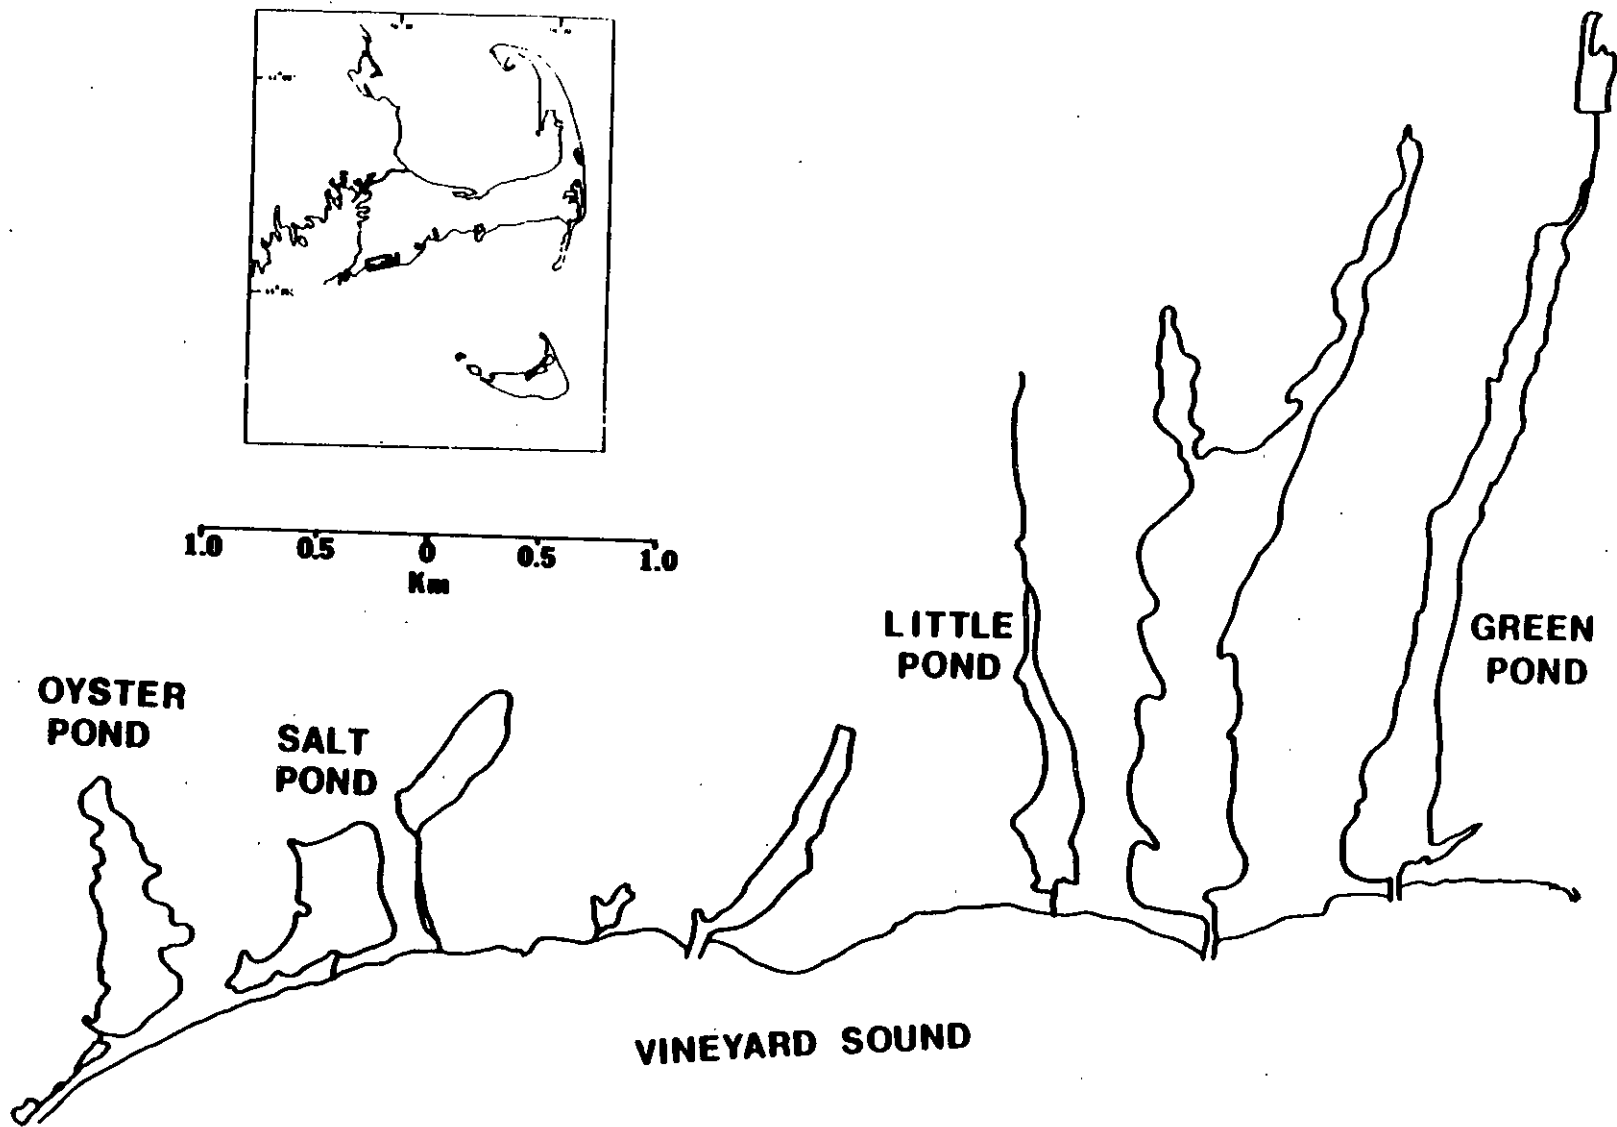 1.0 0.5 0 0.5 1.0
Km
LITTLE
POND
GREEN
POND
OYSTER
POND
SALT
POND
VINEYARD SOUND